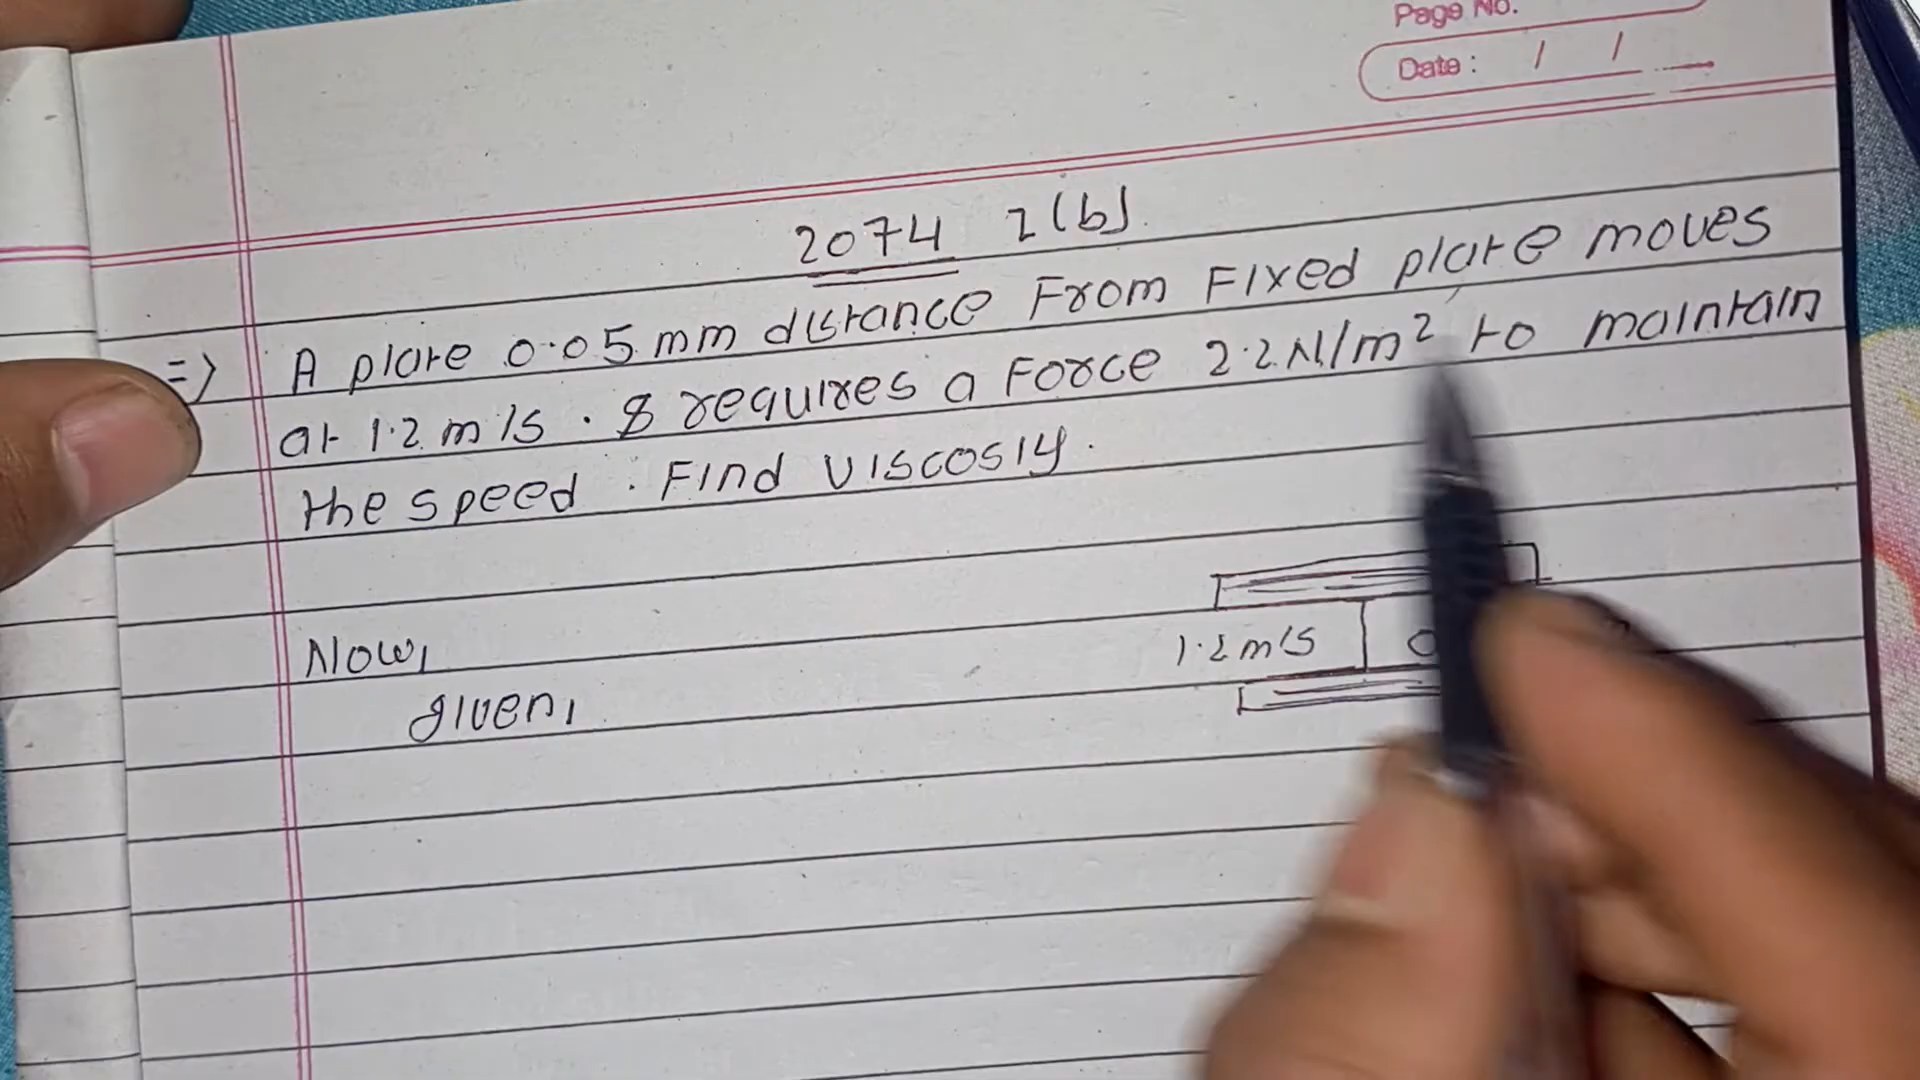 Page No.
Date : / /
2074 2(b)
=) A plate 0.05 mm distance From Fixed plate moves
at 1.2 m/s . & requires a Force 2.2 N/m² to maintain
the speed . Find viscosiy.
Now,
given,
1.2 m/s